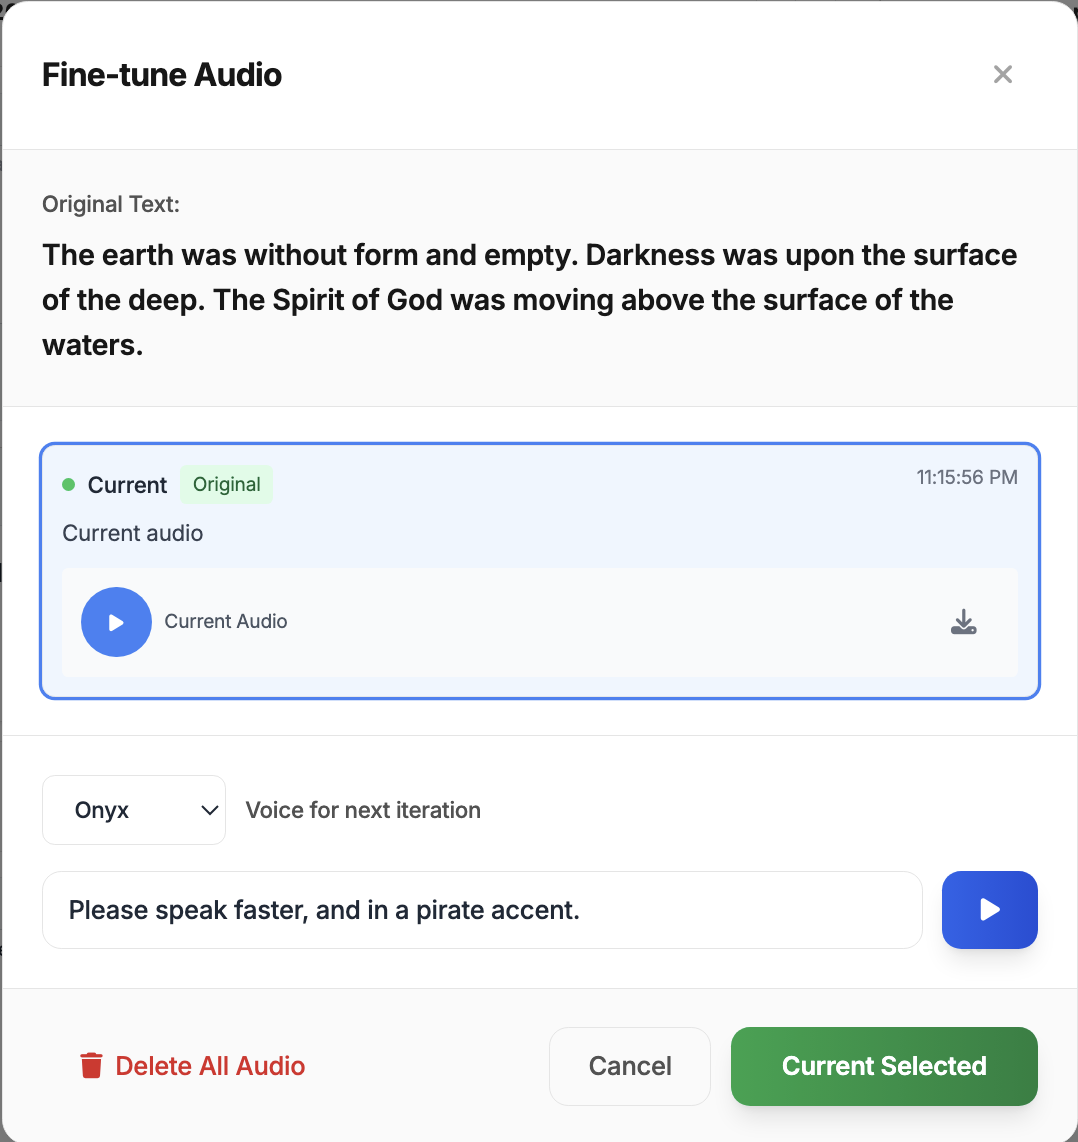 Fine-tune Audio
Original Text:
The earth was without form and empty. Darkness was upon the surface
of the deep. The Spirit of God was moving above the surface of the
waters.
Current Original 11:15:56 PM
Current audio
Current Audio
Onyx Voice for next iteration
Please speak faster, and in a pirate accent.
Delete All Audio Cancel Current Selected